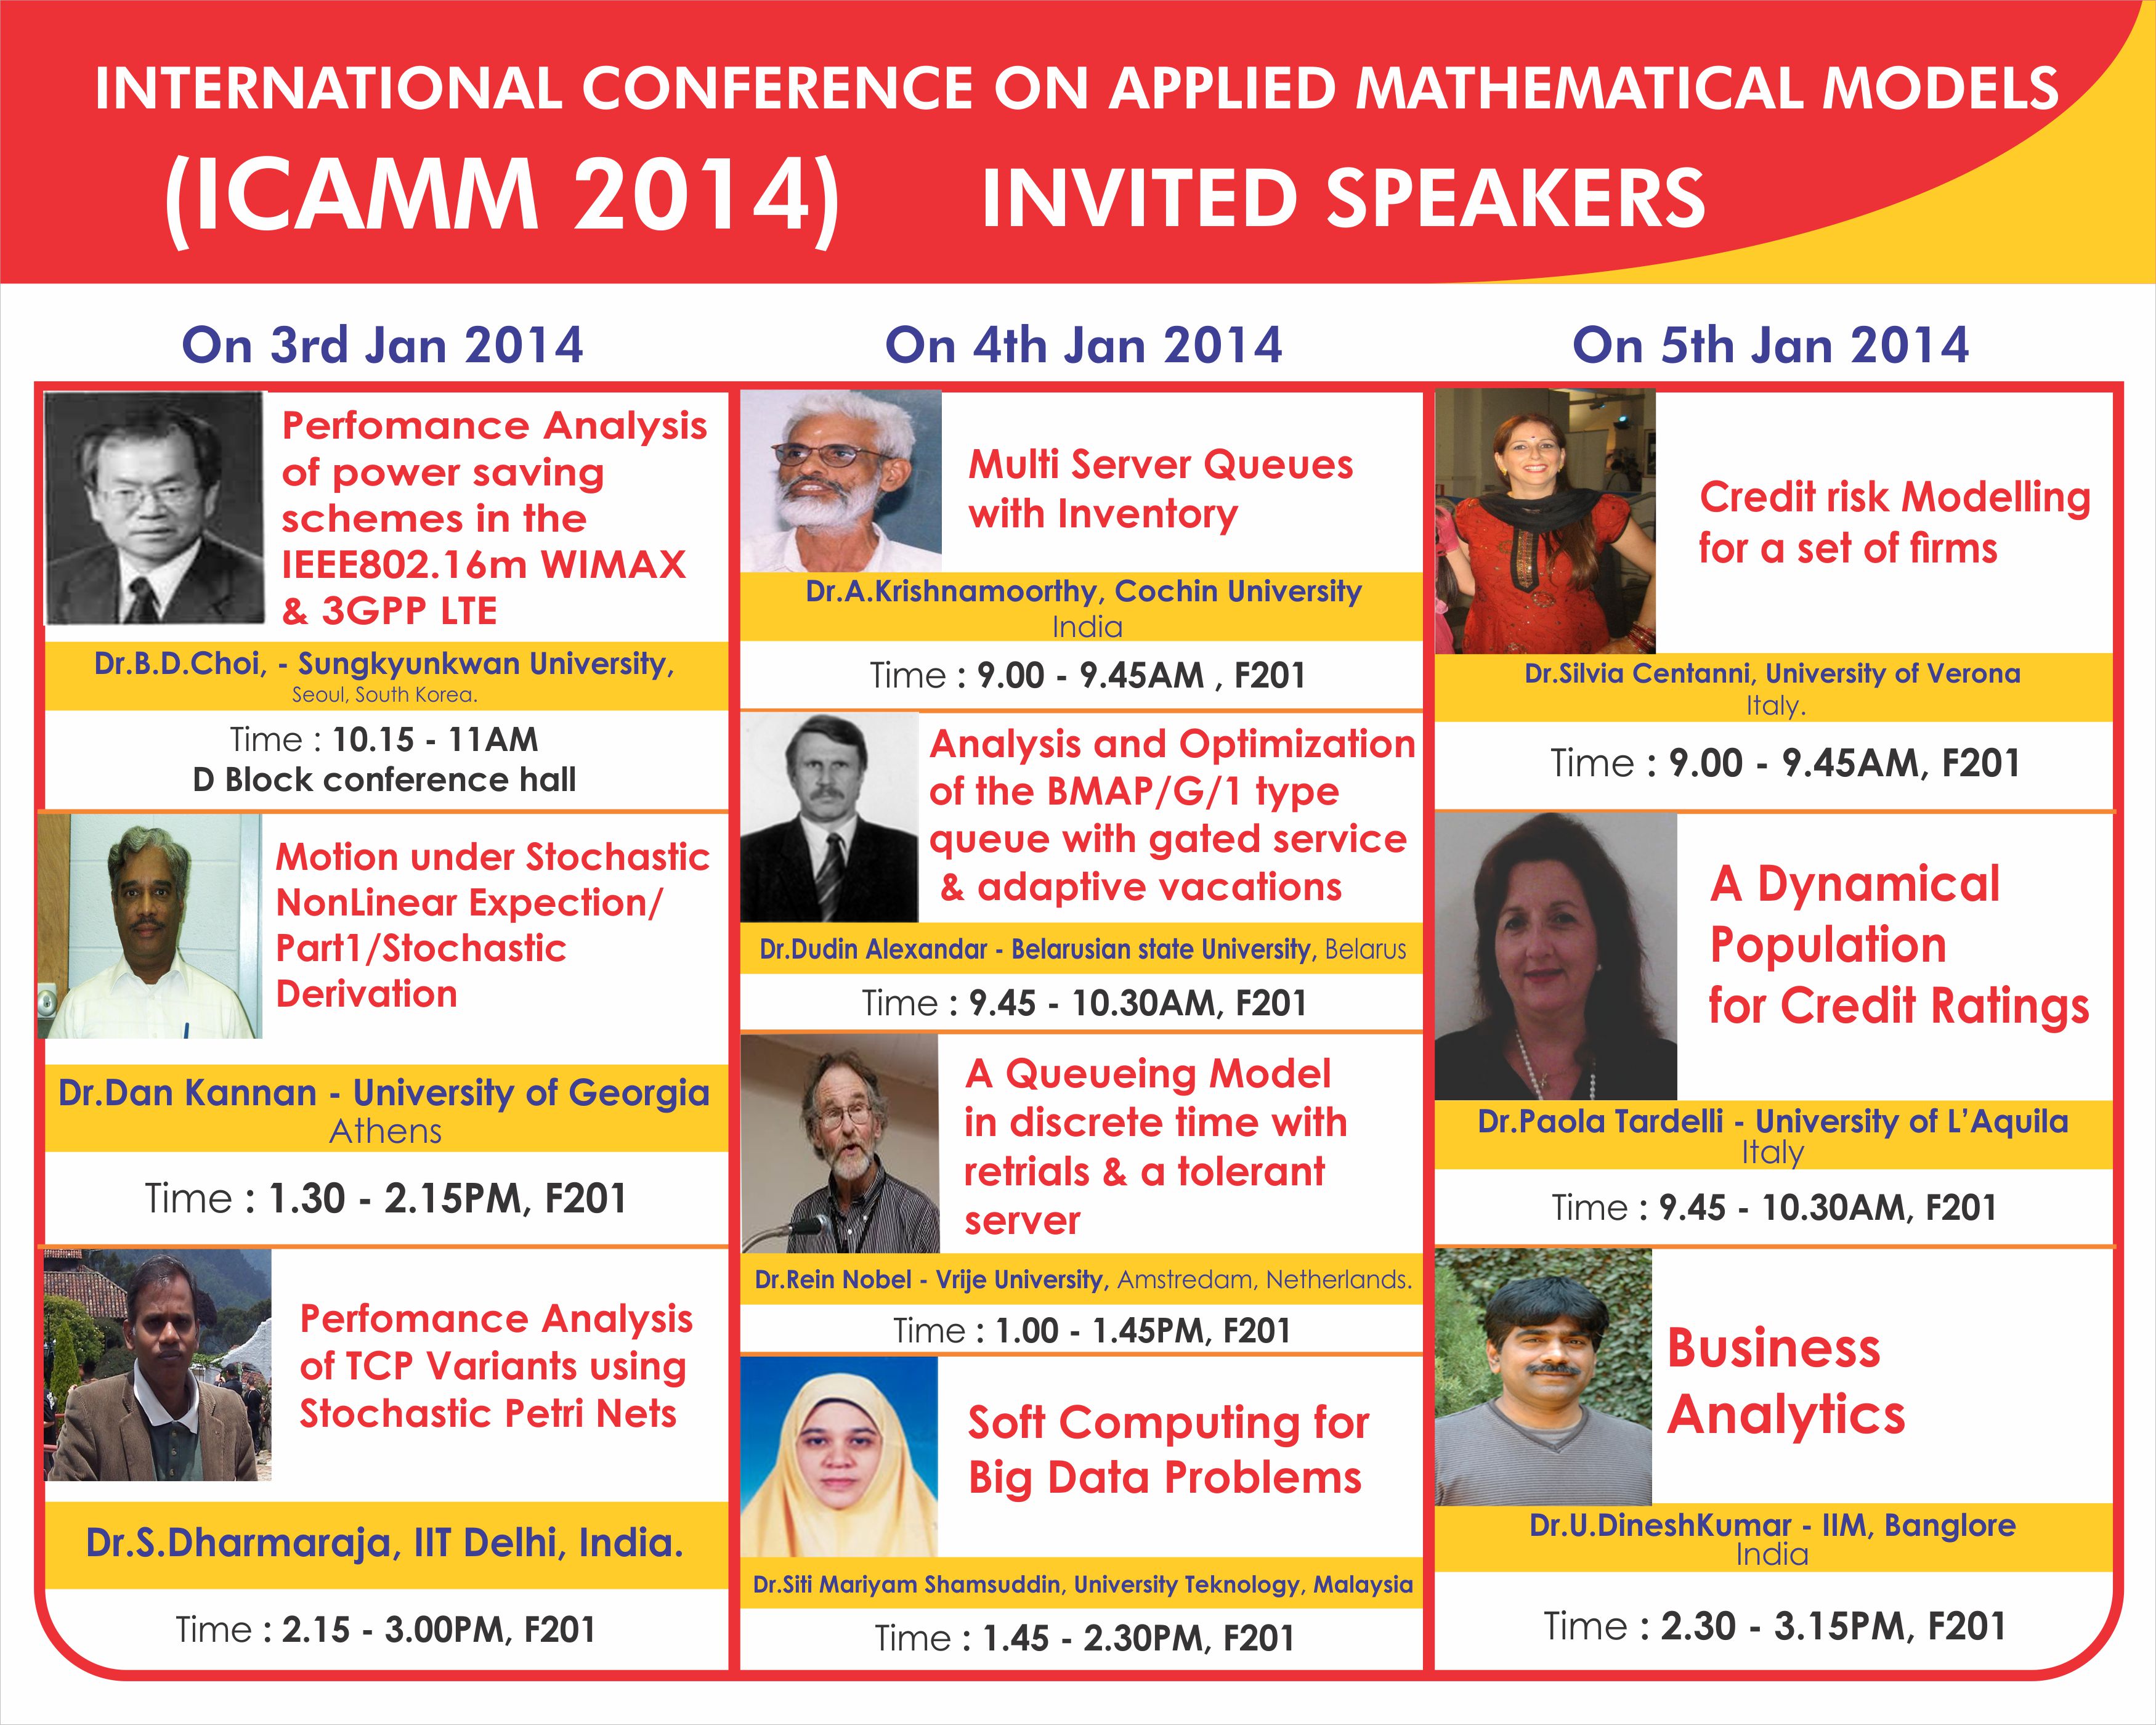 INTERNATIONAL CONFERENCE ON APPLIED MATHEMATICAL MODELS
(ICAMM 2014) INVITED SPEAKERS
On 3rd Jan 2014
Perfomance Analysis
of power saving
schemes in the
IEEE802.16m WIMAX
& 3GPP LTE
Dr.B.D.Choi, - Sungkyunkwan University,
Seoul, South Korea.
Time : 10.15 - 11AM
D Block conference hall
Motion under Stochastic
NonLinear Expection/
Part1/Stochastic
Derivation
Dr.Dan Kannan - University of Georgia
Athens
Time : 1.30 - 2.15PM, F201
Perfomance Analysis
of TCP Variants using
Stochastic Petri Nets
Dr.S.Dharmaraja, IIT Delhi, India.
Time : 2.15 - 3.00PM, F201
On 4th Jan 2014
Multi Server Queues
with Inventory
Dr.A.Krishnamoorthy, Cochin University
India
Time : 9.00 - 9.45AM , F201
Analysis and Optimization
of the BMAP/G/1 type
queue with gated service
& adaptive vacations
Dr.Dudin Alexandar - Belarusian state University, Belarus
Time : 9.45 - 10.30AM, F201
A Queueing Model
in discrete time with
retrials & a tolerant
server
Dr.Rein Nobel - Vrije University, Amstredam, Netherlands.
Time : 1.00 - 1.45PM, F201
Soft Computing for
Big Data Problems
Dr.Siti Mariyam Shamsuddin, University Teknology, Malaysia
Time : 1.45 - 2.30PM, F201
On 5th Jan 2014
Credit risk Modelling
for a set of firms
Dr.Silvia Centanni, University of Verona
Italy.
Time : 9.00 - 9.45AM, F201
A Dynamical
Population
for Credit Ratings
Dr.Paola Tardelli - University of L’Aquila
Italy
Time : 9.45 - 10.30AM, F201
Business
Analytics
Dr.U.DineshKumar - IIM, Banglore
India
Time : 2.30 - 3.15PM, F201